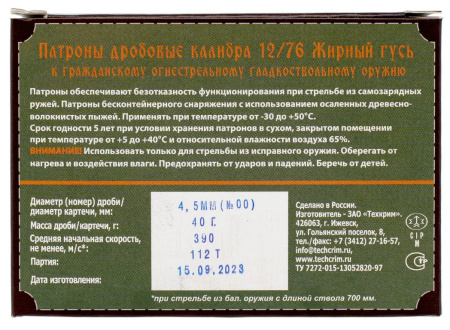 Патроны дробовые калибра 12/76 Жирный гусь
к гражданскому огнестрельному гладкоствольному оружию
Патроны обеспечивают безотказность функционирования при стрельбе из самозарядных
ружей. Патроны бесконтейнерного снаряжения с использованием осаленных древесно-
волокнистых пыжей. Применять при температуре от -30 до +50°С.
Срок годности 5 лет при условии хранения патронов в сухом, закрытом помещении
при температуре от +5 до +40°С и относительной влажности воздуха 65%.
ВНИМАНИЕ! Использовать только для стрельбы из исправного оружия. Оберегать от
нагрева и воздействия влаги. Предохранять от ударов и падений. Беречь от детей.
Диаметр (номер) дроби/
диаметр картечи, мм:
Масса дроби/картечи, г:
Средняя начальная скорость,
не менее, м/с*:
Партия:
Дата изготовления:
4,5ММ(№00)
40 Г.
390
112 Т
15.09.2023
Сделано в России.
Изготовитель - ЗАО «Техкрим».
426063, г. Ижевск,
ул. Гольянский поселок, 8,
тел./факс: +7 (3412) 27-16-57,
info@techcrim.ru
www.techcrim.ru
ТУ 7272-015-13052820-97
C I P
М
*при стрельбе из бал. оружия с длиной ствола 700 мм.